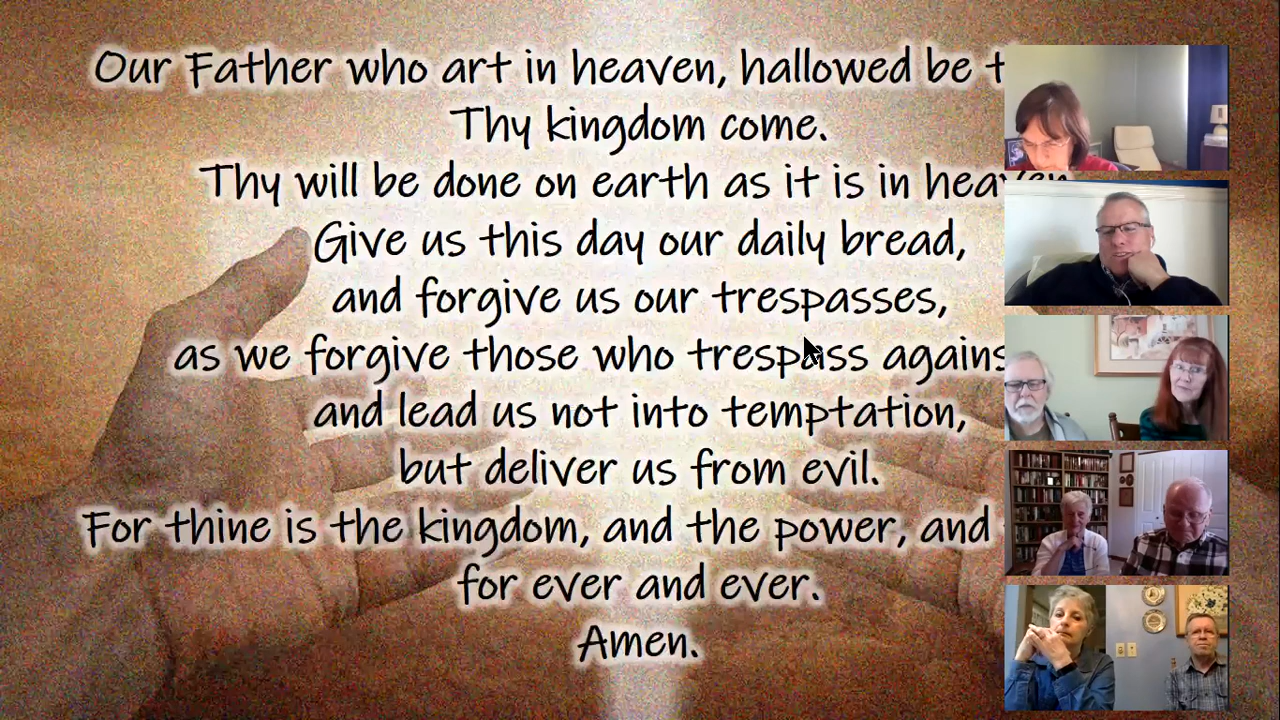 Our Father who art in heaven, hallowed be
Thy kingdom come.
Thy will be done on earth as it is in heaven
Give us this day our daily bread,
and forgive us our trespasses,
as we forgive those who trespass agains
and lead us not into temptation,
but deliver us from evil.
For thine is the kingdom, and the power, and
for ever and ever.
Amen.